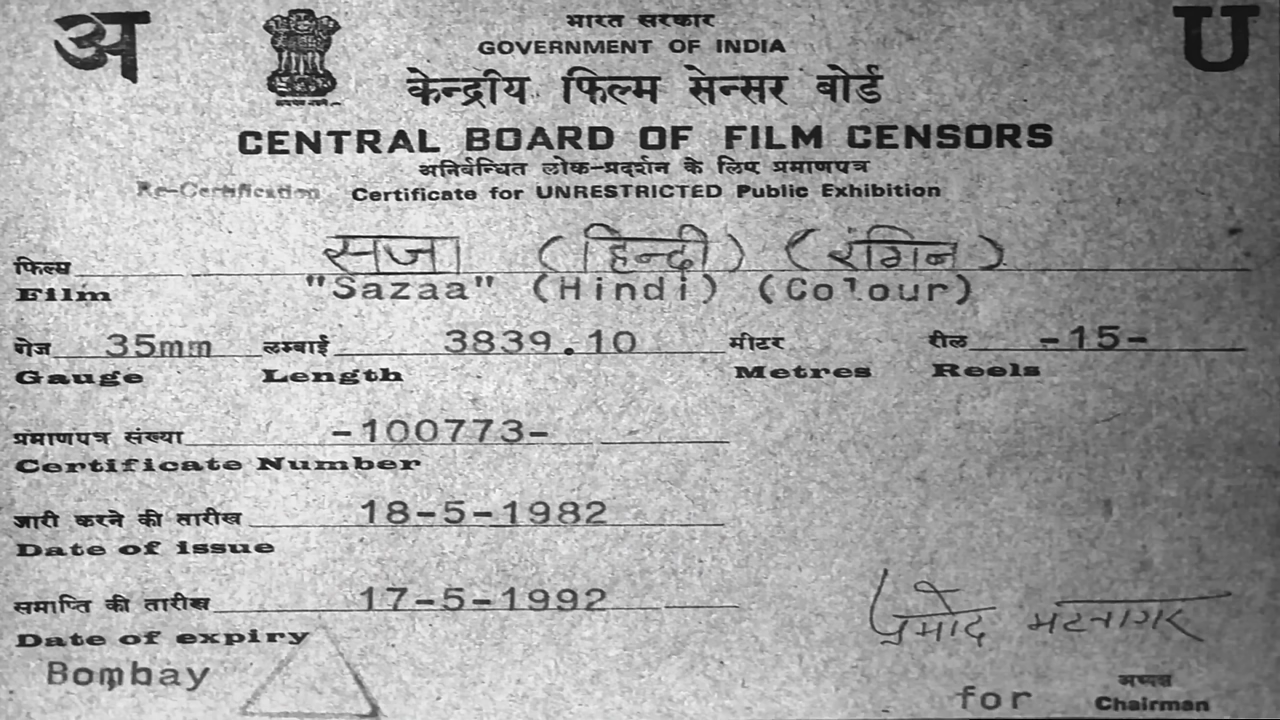 अ
U
भारत सरकार
GOVERNMENT OF INDIA
केन्द्रीय फिल्म सेन्सर बोर्ड
CENTRAL BOARD OF FILM CENSORS
अनिर्बन्धित लोक-प्रदर्शन के लिए प्रमाणपत्र
Re-Certification Certificate for UNRESTRICTED Public Exhibition
फिल्म सजा (हिन्दी) (रंगिन)
Film "Sazaa" (Hindi) (Colour)
गेज 35mm लम्बाई 3839.10 मीटर रील -15-
Gauge Length Metres Reels
प्रमाणपत्र संख्या -100773-
Certificate Number
जारी करने की तारीख 18-5-1982
Date of issue
समाप्ति की तारीख 17-5-1992
Date of expiry
प्रमोद भटनागर
Bombay
for अध्यक्ष
Chairman